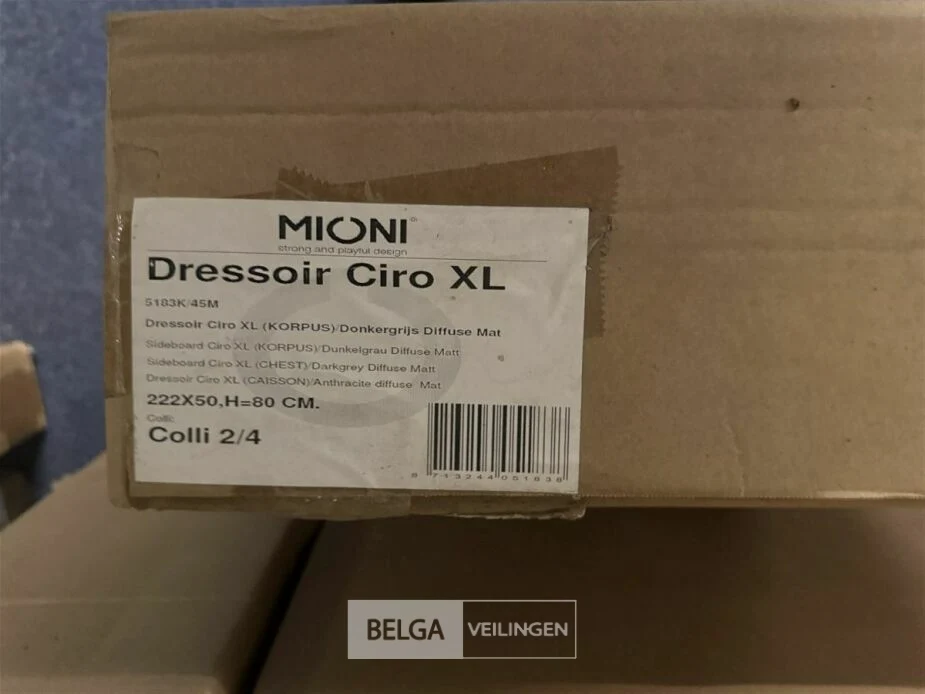 MIONI
strong and playful design
Dressoir Ciro XL
5183K/45M
Dressoir Ciro XL (KORPUS)/Donkergrijs Diffuse Mat
Sideboard Ciro XL (KORPUS)/Dunkelgrau Diffuse Matt
Sideboard Ciro XL (CHEST)/Darkgrey Diffuse Matt
Dressoir Ciro XL (CAISSON)/Anthracite diffuse Mat
222X50,H=80 CM.
Colli:
Colli 2/4
8 713244 051838
BELGA VEILINGEN